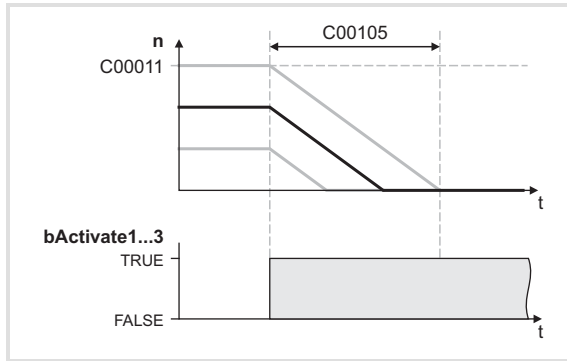 C00105
n
C00011
t
bActivate1...3
TRUE
FALSE
t